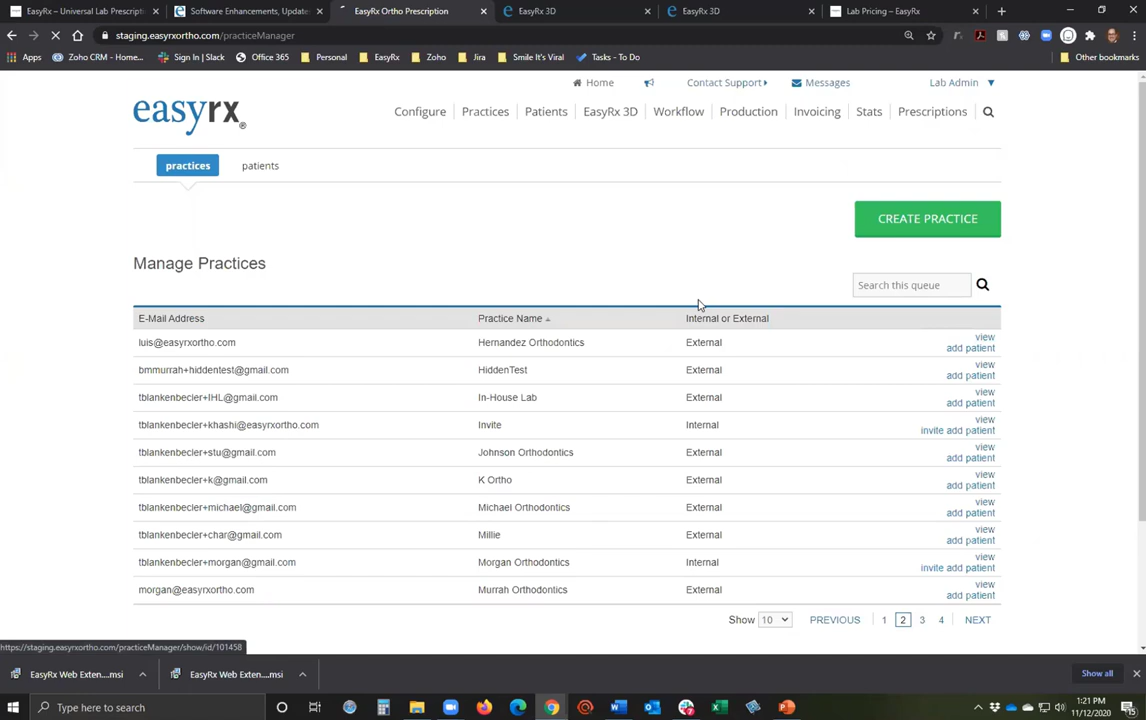 EasyRx – Universal Lab Prescripti
Software Enhancements, Update
EasyRx Ortho Prescription
EasyRx 3D
EasyRx 3D
Lab Pricing – EasyRx
staging.easyrxortho.com/practiceManager
Apps
Zoho CRM - Home...
Sign In | Slack
Office 365
Personal
EasyRx
Zoho
Jira
Smile It's Viral
Tasks - To Do
Other bookmarks
Home
Contact Support
Messages
Lab Admin
easyrx®
Configure
Practices
Patients
EasyRx 3D
Workflow
Production
Invoicing
Stats
Prescriptions
practices
patients
CREATE PRACTICE
Manage Practices
Search this queue
E-Mail Address Practice Name Internal or External
view
luis@easyrxortho.com Hernandez Orthodontics External
add patient
view
bmmurrah+hiddentest@gmail.com HiddenTest External
add patient
view
tblankenbecler+IHL@gmail.com In-House Lab External
add patient
view
tblankenbecler+khashi@easyrxortho.com Invite Internal
invite add patient
view
tblankenbecler+stu@gmail.com Johnson Orthodontics External
add patient
view
tblankenbecler+k@gmail.com K Ortho External
add patient
view
tblankenbecler+michael@gmail.com Michael Orthodontics External
add patient
view
tblankenbecler+char@gmail.com Millie External
add patient
view
tblankenbecler+morgan@gmail.com Morgan Orthodontics Internal
invite add patient
view
morgan@easyrxortho.com Murrah Orthodontics External
add patient
Show 10 PREVIOUS 1 2 3 4 NEXT
https://staging.easyrxortho.com/practiceManager/show/id/101458
EasyRx Web Exten....msi
EasyRx Web Exten....msi
Show all
Type here to search
1:21 PM
11/12/2020
15